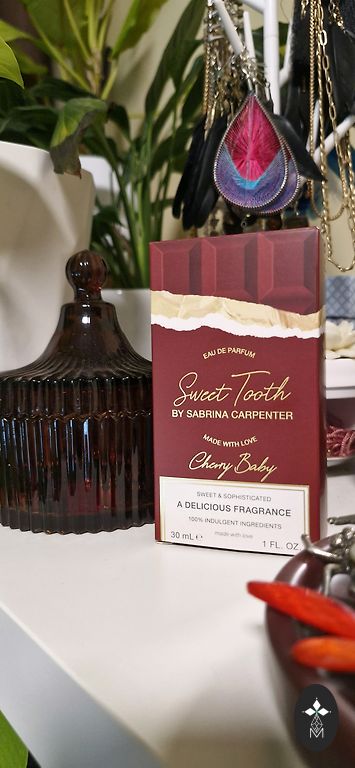 EAU DE PARFUM
Sweet Tooth
BY SABRINA CARPENTER
MADE WITH LOVE
Cherry Baby
SWEET & SOPHISTICATED
A DELICIOUS FRAGRANCE
100% INDULGENT INGREDIENTS
made with love
30 mL ℮
1 FL. OZ.
M